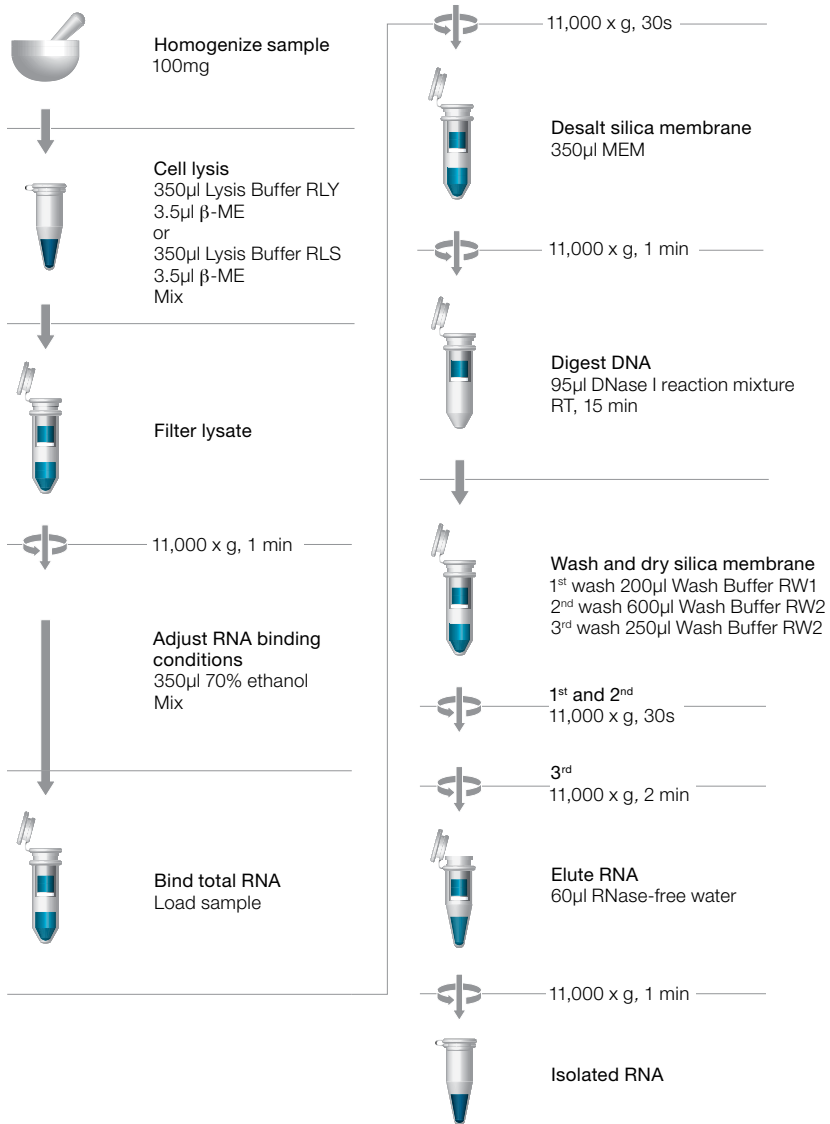 Homogenize sample
100mg
Cell lysis
350µl Lysis Buffer RLY
3.5µl β-ME
or
350µl Lysis Buffer RLS
3.5µl β-ME
Mix
Filter lysate
11,000 x g, 1 min
Adjust RNA binding
conditions
350µl 70% ethanol
Mix
Bind total RNA
Load sample
11,000 x g, 30s
Desalt silica membrane
350µl MEM
11,000 x g, 1 min
Digest DNA
95µl DNase I reaction mixture
RT, 15 min
Wash and dry silica membrane
1st wash 200µl Wash Buffer RW1
2nd wash 600µl Wash Buffer RW2
3rd wash 250µl Wash Buffer RW2
1st and 2nd
11,000 x g, 30s
3rd
11,000 x g, 2 min
Elute RNA
60µl RNase-free water
11,000 x g, 1 min
Isolated RNA